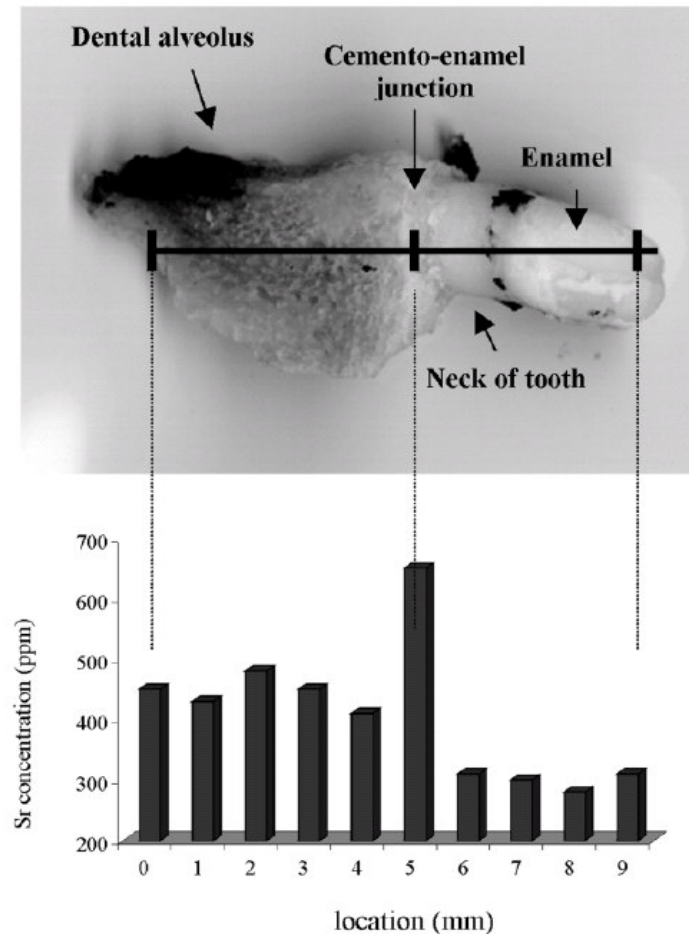 Dental alveolus
Cemento-enamel
junction
Enamel
Neck of tooth
700
600
500
400
300
200
Sr concentration (ppm)
0 1 2 3 4 5 6 7 8 9
location (mm)